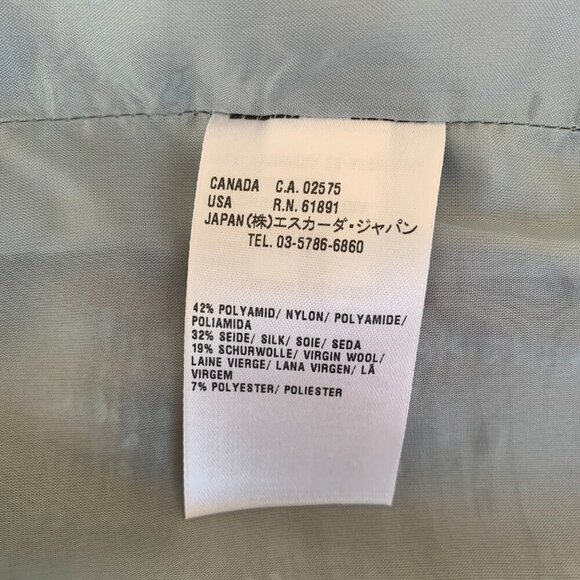 CANADA C.A. 02575
USA R.N. 61891
JAPAN(株)エスカーダ・ジャパン
TEL. 03-5786-6860
42% POLYAMID/ NYLON/ POLYAMIDE/
POLIAMIDA
32% SEIDE/ SILK/ SOIE/ SEDA
19% SCHURWOLLE/ VIRGIN WOOL/
LAINE VIERGE/ LANA VIRGEN/ LÃ
VIRGEM
7% POLYESTER/ POLIESTER